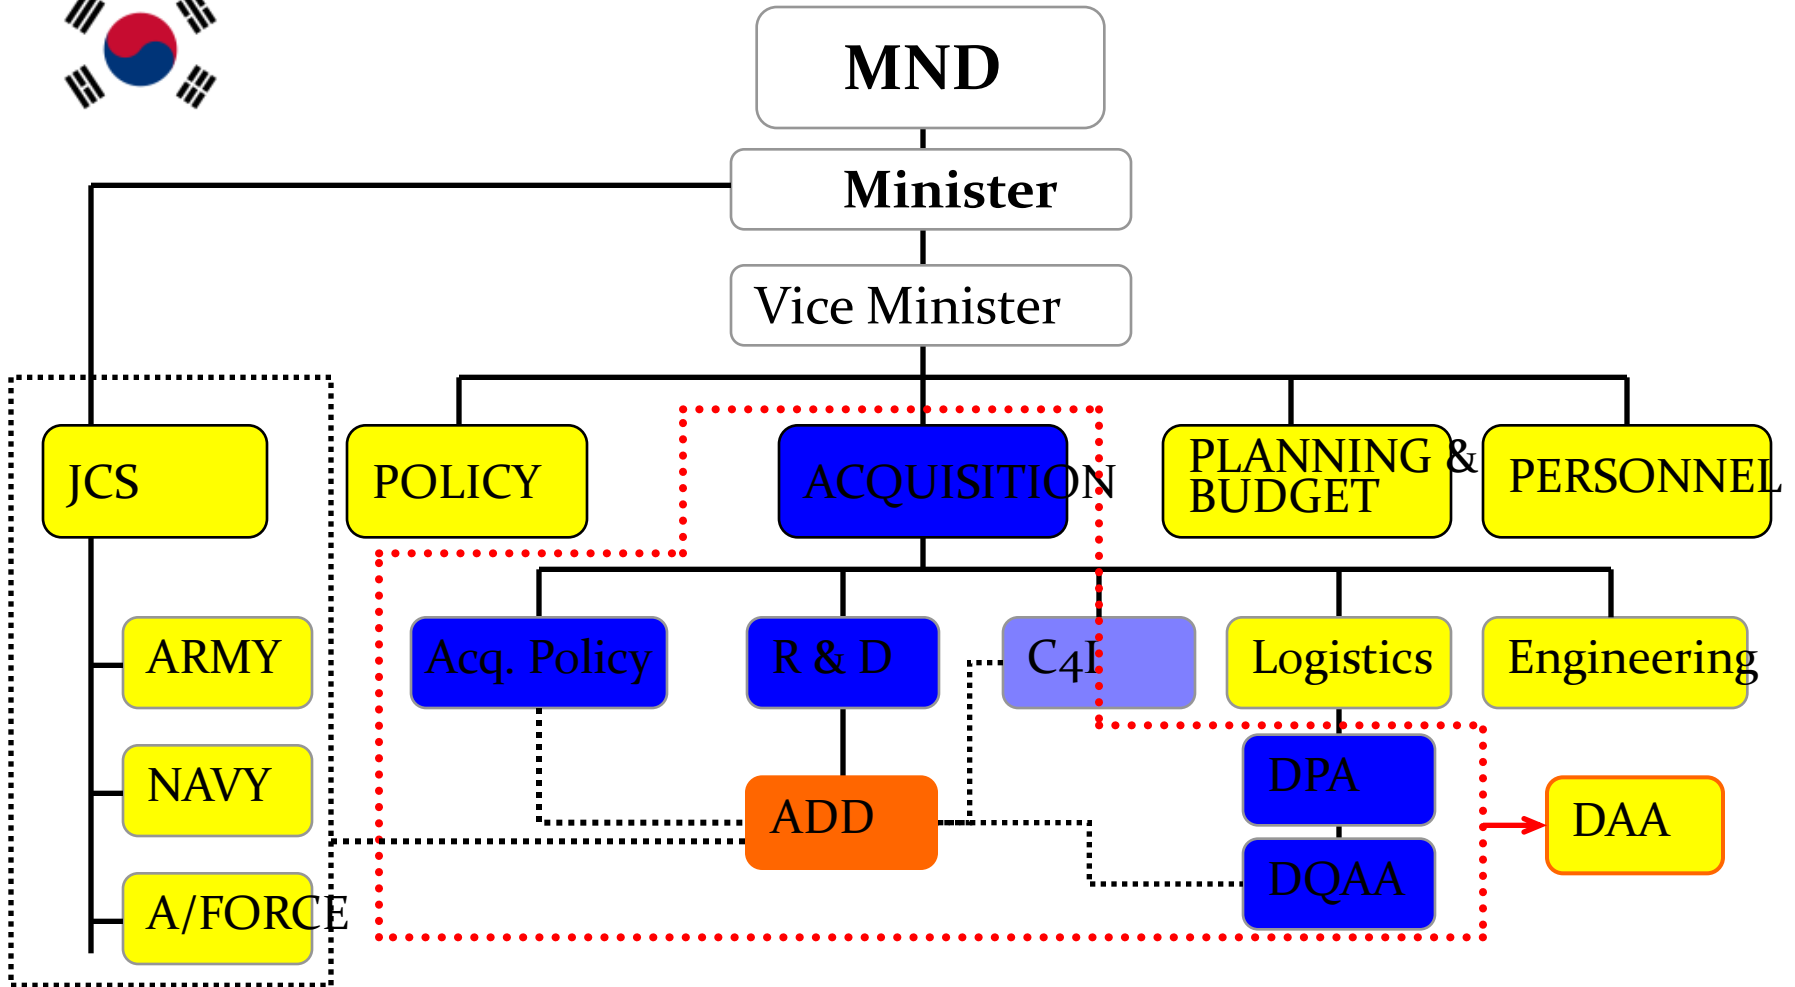 MND
Minister
Vice Minister
JCS
POLICY
ACQUISITION
PLANNING &
BUDGET
PERSONNEL
ARMY
Acq. Policy
R & D
C4I
Logistics
Engineering
NAVY
ADD
DPA
DAA
A/FORCE
DQAA